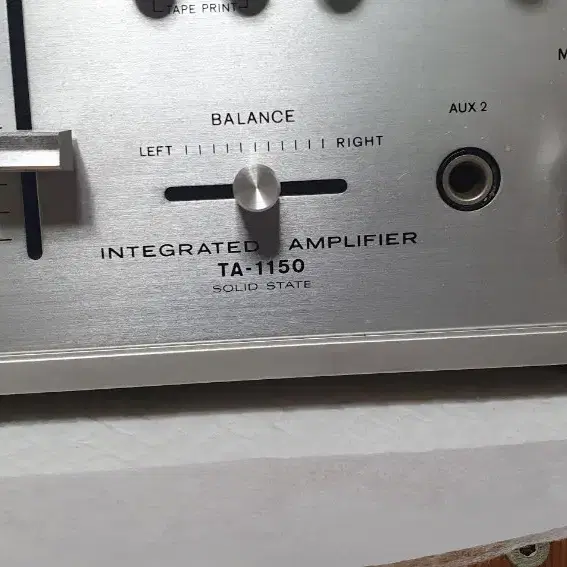 TAPE PRINT
M
BALANCE
AUX 2
LEFT RIGHT
INTEGRATED AMPLIFIER
TA-1150
SOLID STATE